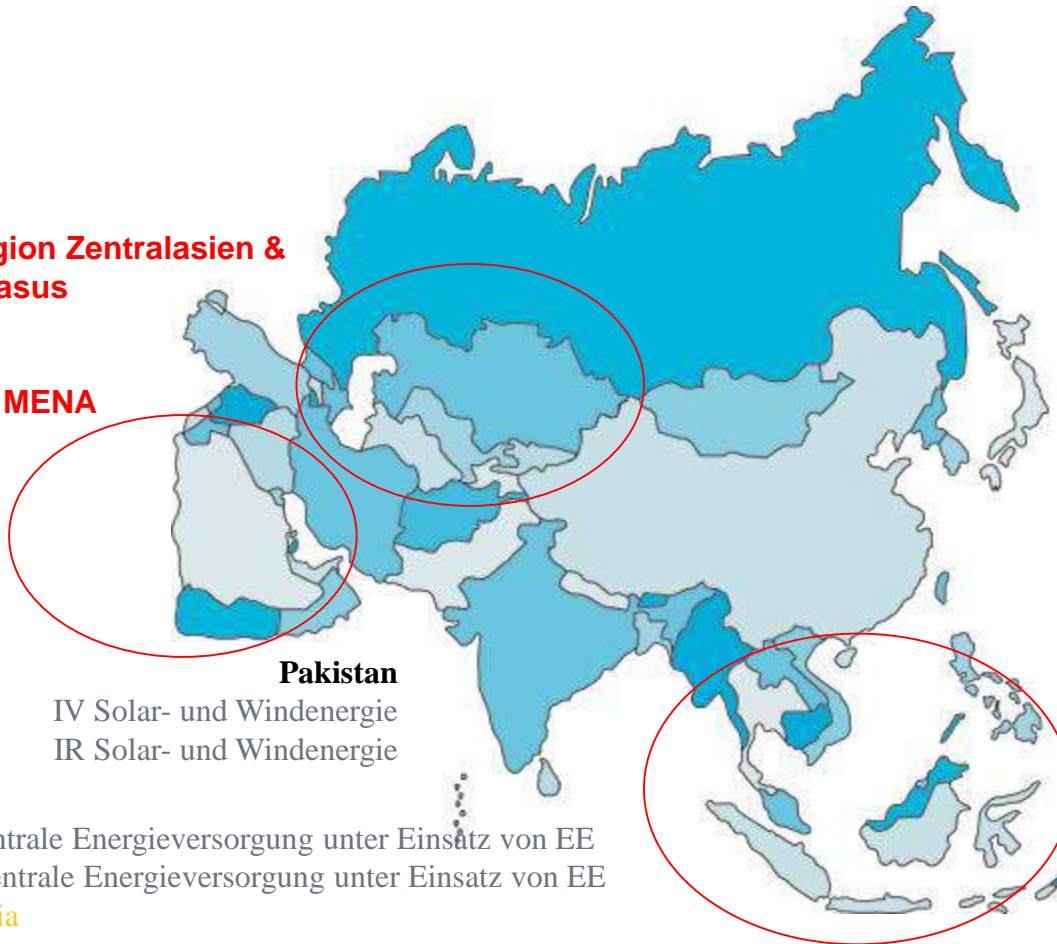 gion Zentralasien &
asus
MENA
Pakistan
IV Solar- und Windenergie
IR Solar- und Windenergie
ntrale Energieversorgung unter Einsatz von EE
entrale Energieversorgung unter Einsatz von EE
ia